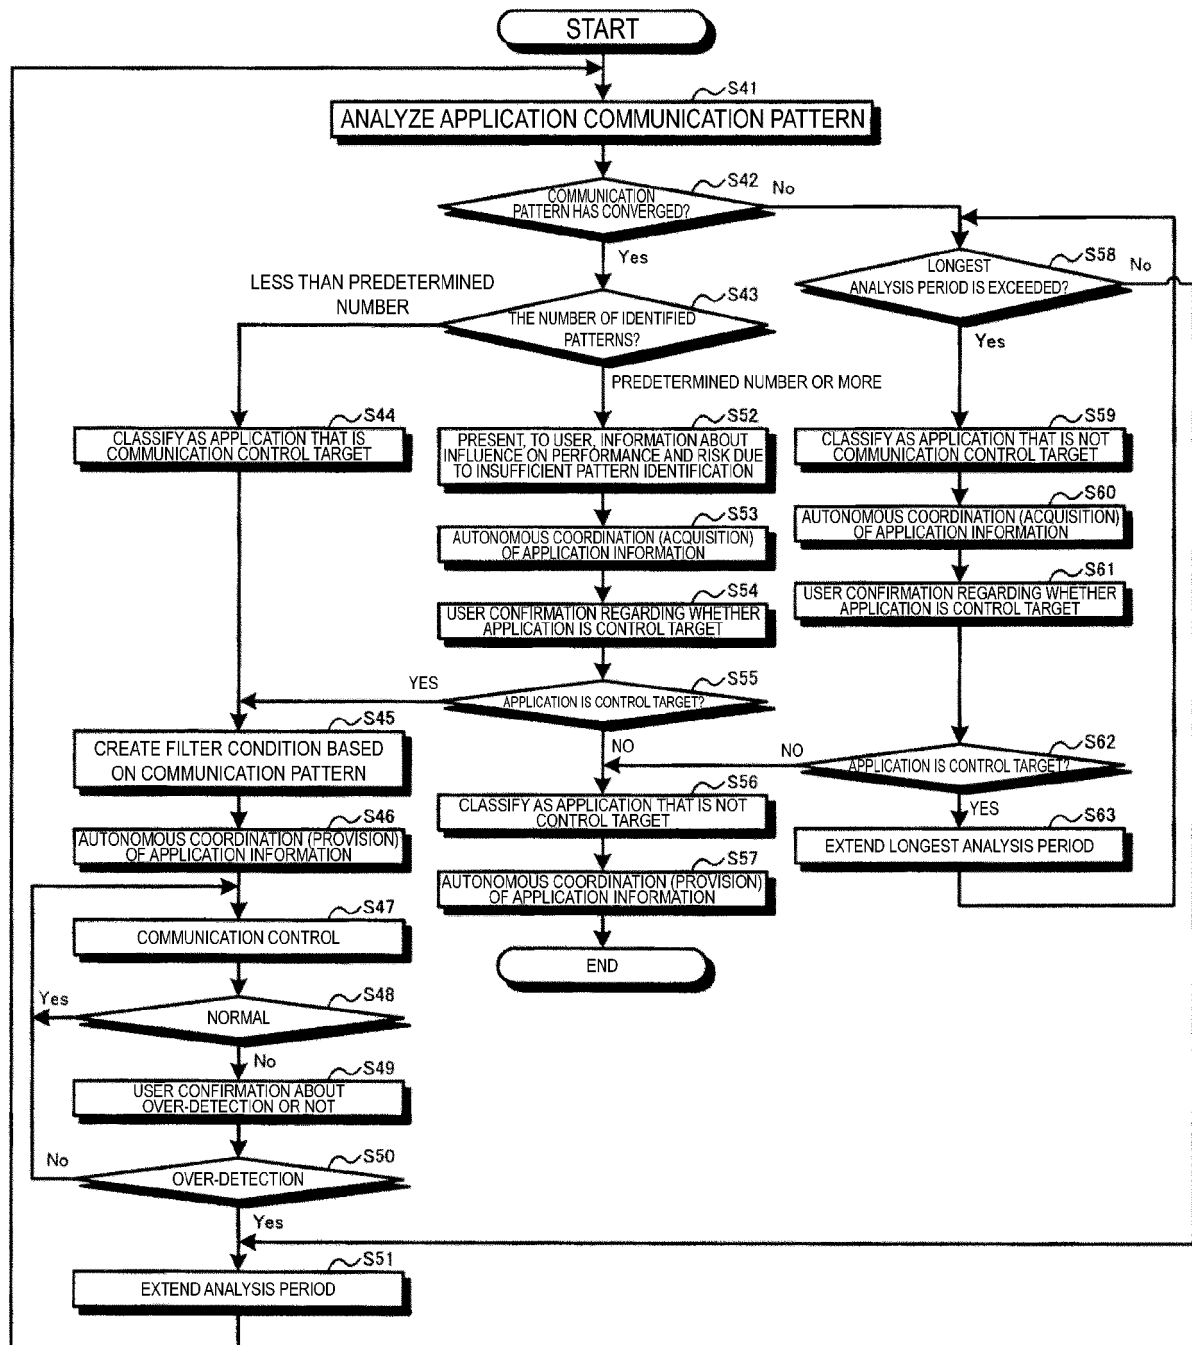 START
S41
ANALYZE APPLICATION COMMUNICATION PATTERN
S42
COMMUNICATION
PATTERN HAS CONVERGED?
No
Yes
S58
LONGEST
ANALYSIS PERIOD IS EXCEEDED?
No
Yes
LESS THAN PREDETERMINED
NUMBER
S43
THE NUMBER OF IDENTIFIED
PATTERNS?
PREDETERMINED NUMBER OR MORE
S44
CLASSIFY AS APPLICATION THAT IS
COMMUNICATION CONTROL TARGET
S52
PRESENT, TO USER, INFORMATION ABOUT
INFLUENCE ON PERFORMANCE AND RISK DUE
TO INSUFFICIENT PATTERN IDENTIFICATION
S59
CLASSIFY AS APPLICATION THAT IS NOT
COMMUNICATION CONTROL TARGET
S53
AUTONOMOUS COORDINATION (ACQUISITION)
OF APPLICATION INFORMATION
S60
AUTONOMOUS COORDINATION (ACQUISITION)
OF APPLICATION INFORMATION
S54
USER CONFIRMATION REGARDING WHETHER
APPLICATION IS CONTROL TARGET
S61
USER CONFIRMATION REGARDING WHETHER
APPLICATION IS CONTROL TARGET
S55
APPLICATION IS CONTROL TARGET?
YES
NO
S45
CREATE FILTER CONDITION BASED
ON COMMUNICATION PATTERN
S62
APPLICATION IS CONTROL TARGET?
NO
YES
S56
CLASSIFY AS APPLICATION THAT IS NOT
CONTROL TARGET
S46
AUTONOMOUS COORDINATION (PROVISION)
OF APPLICATION INFORMATION
S63
EXTEND LONGEST ANALYSIS PERIOD
S57
AUTONOMOUS COORDINATION (PROVISION)
OF APPLICATION INFORMATION
S47
COMMUNICATION CONTROL
END
S48
NORMAL
Yes
No
S49
USER CONFIRMATION ABOUT
OVER-DETECTION OR NOT
S50
OVER-DETECTION
No
Yes
S51
EXTEND ANALYSIS PERIOD